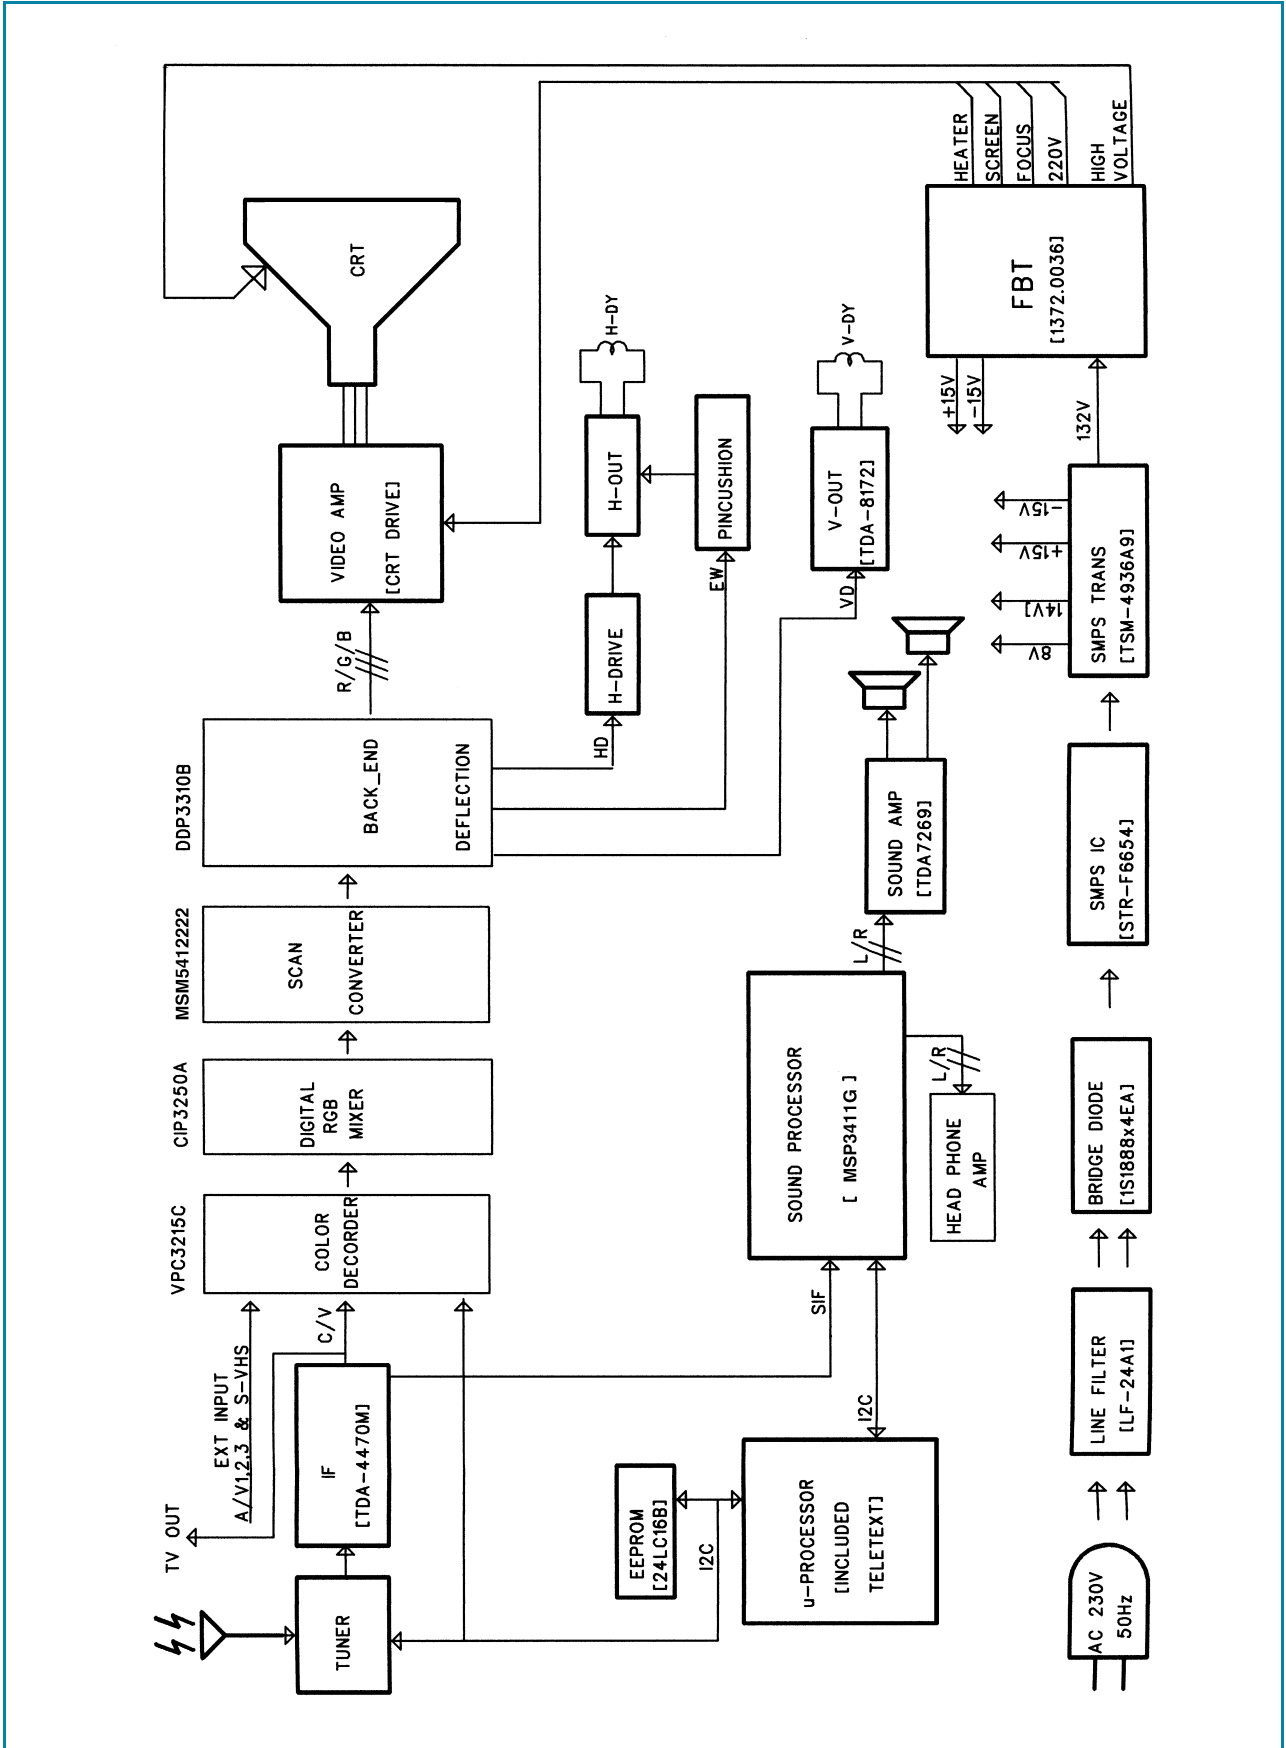 TV OUT
EXT INPUT
A/V1,2,3 & S-VHS
TUNER
IF
[TDA-4470M]
C/V
VPC3215C
COLOR
DECORDER
CIP3250A
DIGITAL
RGB
MIXER
MSM5412222
SCAN
CONVERTER
DDP3310B
BACK_END
DEFLECTION
R/G/B
VIDEO AMP
[CRT DRIVE]
CRT
HD
H-DRIVE
H-OUT
H-DY
EW
PINCUSHION
VD
V-OUT
[TDA-8172]
V-DY
EEPROM
[24LC16B]
I2C
u-PROCESSOR
[INCLUDED
TELETEXT]
I2C
SIF
SOUND PROCESSOR
[ MSP3411G ]
L/R
SOUND AMP
[TDA7269]
L/R
HEAD PHONE
AMP
AC 230V
50Hz
LINE FILTER
[LF-24A1]
BRIDGE DIODE
[1S1888x4EA]
SMPS IC
[STR-F6654]
SMPS TRANS
[TSM-4936A9]
8V
14V]
+15V
-15V
132V
+15V
-15V
FBT
[1372.0036]
HEATER
SCREEN
FOCUS
220V
HIGH
VOLTAGE